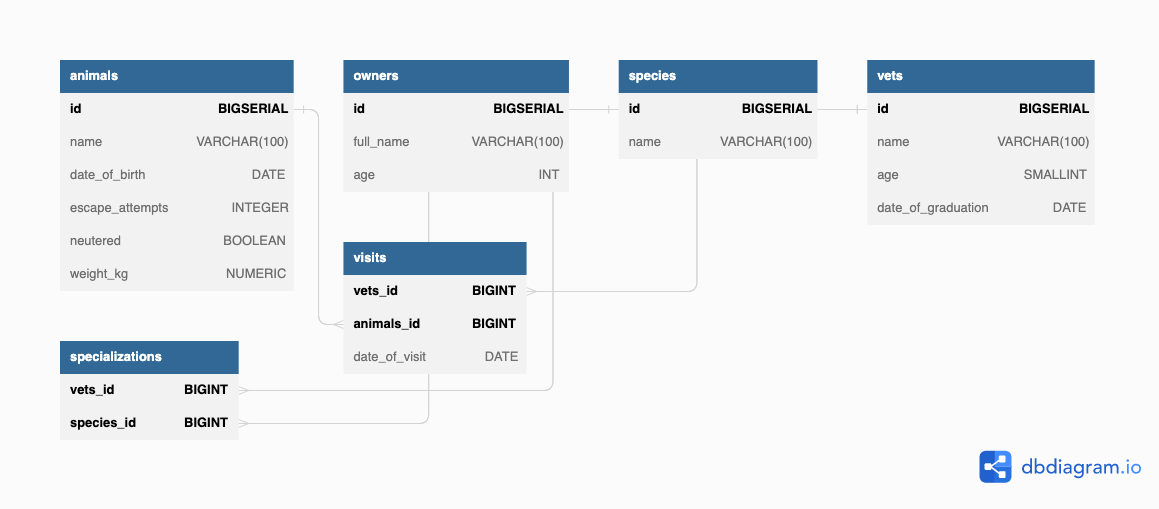 animals
id BIGSERIAL
name VARCHAR(100)
date_of_birth DATE
escape_attempts INTEGER
neutered BOOLEAN
weight_kg NUMERIC
owners
id BIGSERIAL
full_name VARCHAR(100)
age INT
species
id BIGSERIAL
name VARCHAR(100)
vets
id BIGSERIAL
name VARCHAR(100)
age SMALLINT
date_of_graduation DATE
visits
vets_id BIGINT
animals_id BIGINT
date_of_visit DATE
specializations
vets_id BIGINT
species_id BIGINT
dbdiagram.io